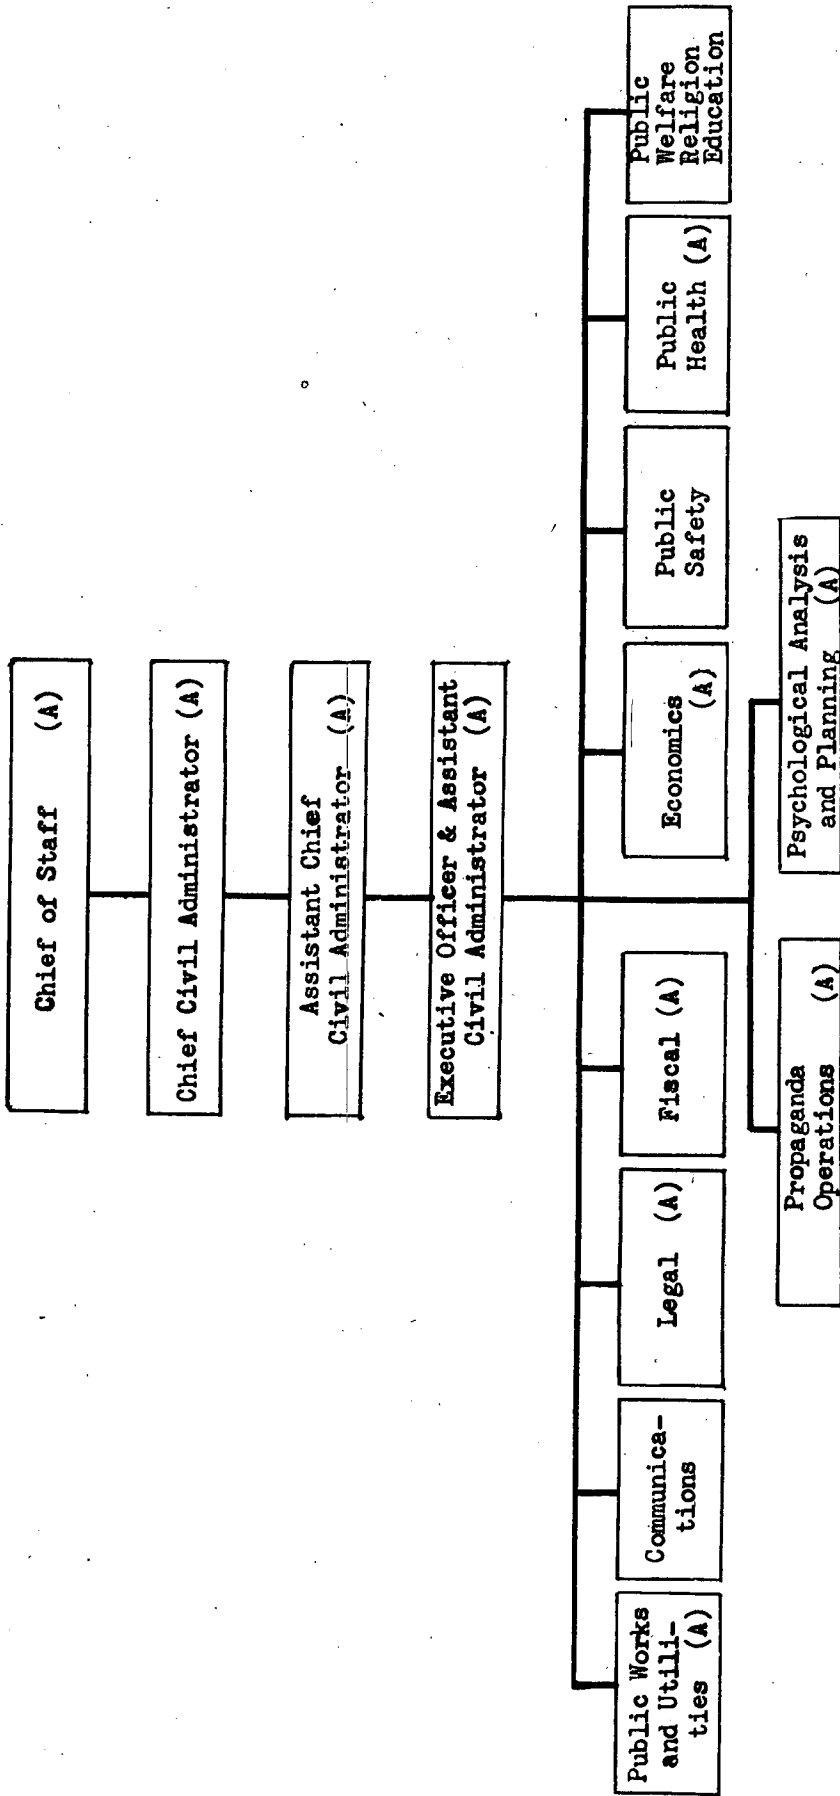 Chief of Staff (A)
Chief Civil Administrator (A)
Assistant Chief
Civil Administrator (A)
Executive Officer & Assistant
Civil Administrator (A)
Public Works
and Utili-
ties (A)
Communica-
tions
Legal (A)
Fiscal (A)
Economics
(A)
Public
Safety
Public
Health (A)
Public
Welfare
Religion
Education
Propaganda
Operations (A)
Psychological Analysis
and Planning (A)